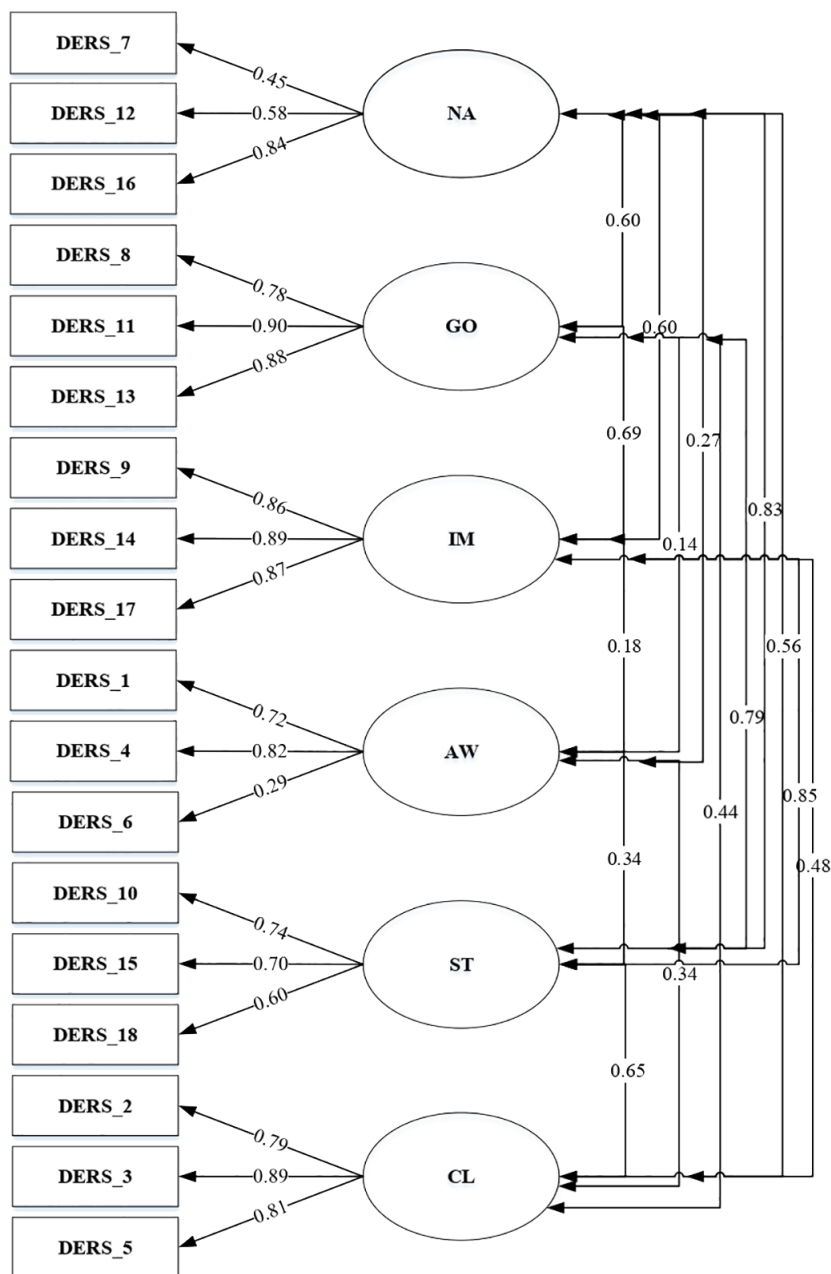 DERS_7
0.45
DERS_12
0.58
NA
DERS_16
0.84
0.60
DERS_8
0.78
DERS_11
0.90
GO
0.60
DERS_13
0.88
0.69
0.27
DERS_9
0.86
0.83
DERS_14
0.89
IM
0.14
DERS_17
0.87
0.18
0.56
DERS_1
0.72
0.79
DERS_4
0.82
AW
DERS_6
0.29
0.85
0.44
0.34
0.48
DERS_10
0.74
DERS_15
0.70
ST
0.34
DERS_18
0.60
0.65
DERS_2
0.79
DERS_3
0.89
CL
DERS_5
0.81